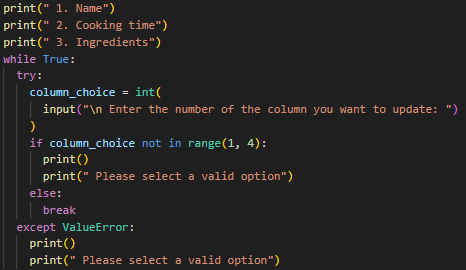 print(" 1. Name")
print(" 2. Cooking time")
print(" 3. Ingredients")
while True:
  try:
    column_choice = int(
      input("\n Enter the number of the column you want to update: ")
    )
    if column_choice not in range(1, 4):
      print()
      print(" Please select a valid option")
    else:
      break
  except ValueError:
    print()
    print(" Please select a valid option")